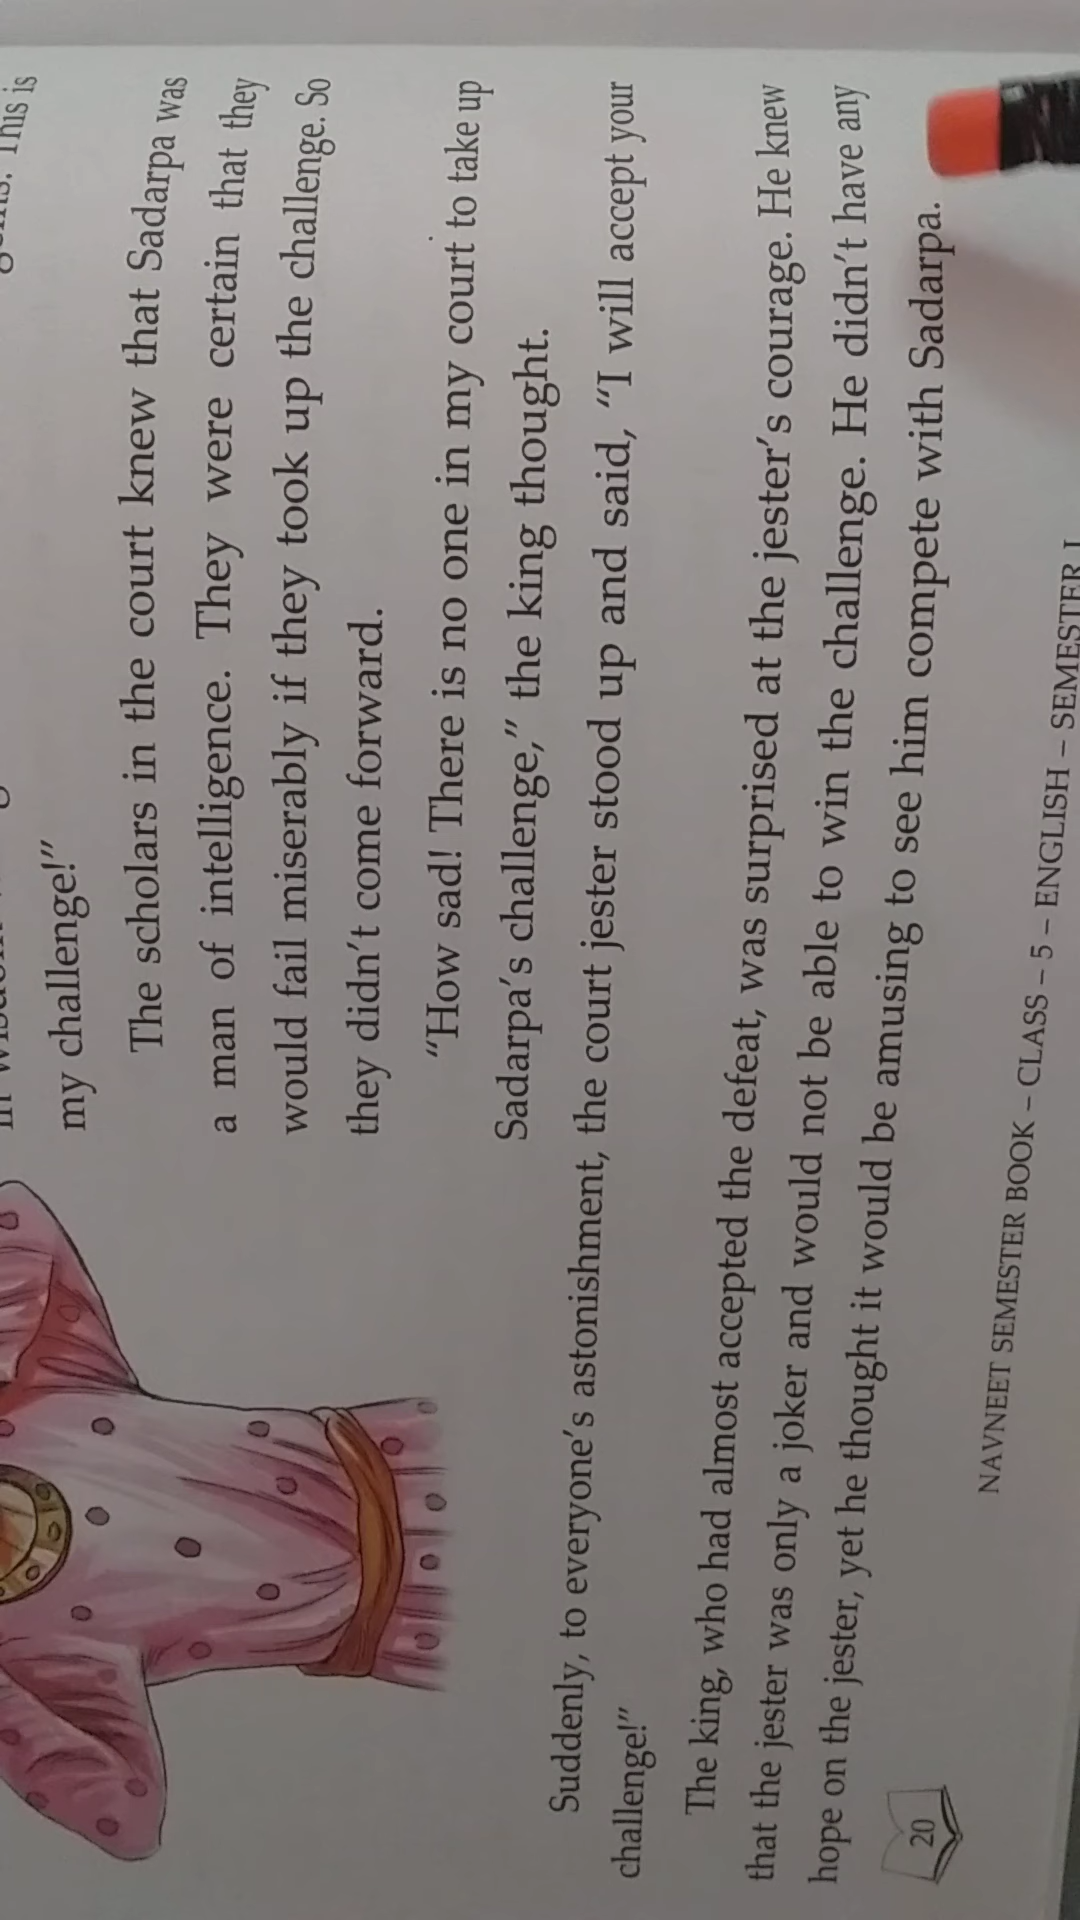 This is
my challenge!”
The scholars in the court knew that Sadarpa was
a man of intelligence. They were certain that they
would fail miserably if they took up the challenge. So
they didn’t come forward.
“How sad! There is no one in my court to take up
Sadarpa’s challenge,” the king thought.
Suddenly, to everyone’s astonishment, the court jester stood up and said, “I will accept your
challenge!”
The king, who had almost accepted the defeat, was surprised at the jester’s courage. He knew
that the jester was only a joker and would not be able to win the challenge. He didn’t have any
hope on the jester, yet he thought it would be amusing to see him compete with Sadarpa.
20
NAVNEET SEMESTER BOOK – CLASS – 5 – ENGLISH – SEMESTER I